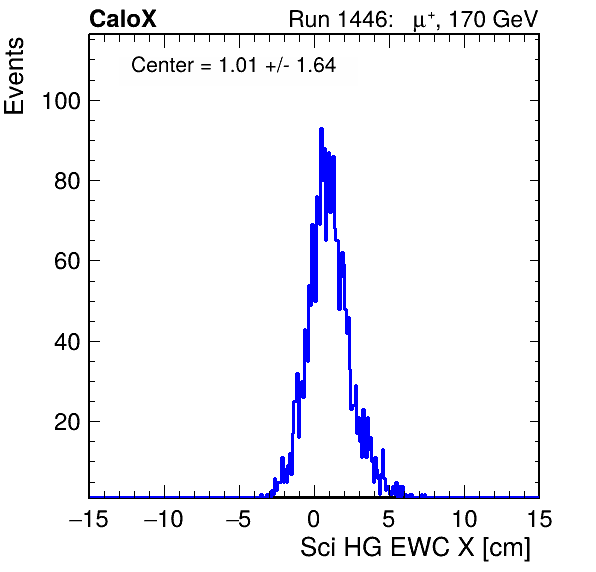 CaloX Run 1446: μ⁺, 170 GeV
Center = 1.01 +/- 1.64
Events
100
80
60
40
20
−15 −10 −5 0 5 10 15
Sci HG EWC X [cm]